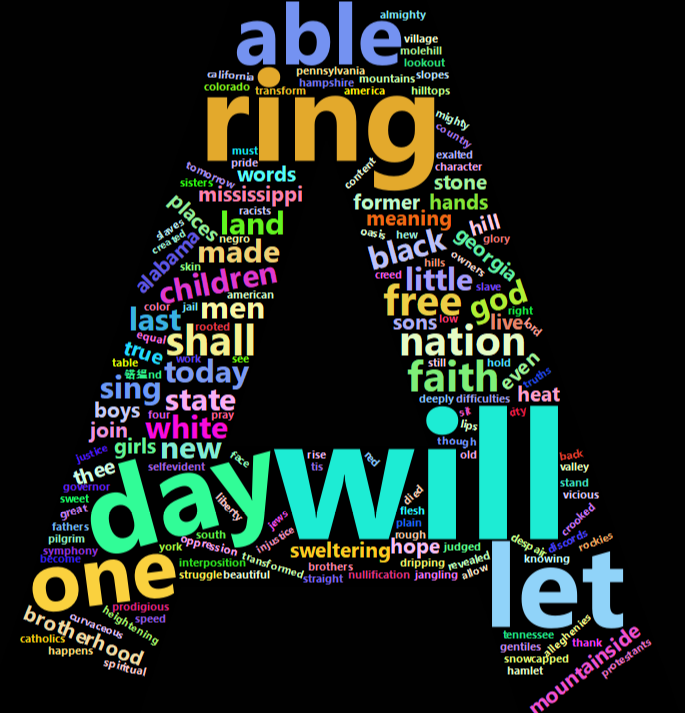 almighty
able
village
molehill
lookout
california
pennsylvania
slopes
colorado
hampshire
mountains
transform
america
hilltops
ring
mighty
country
must
pride
exalted
tomorrow
words
content
character
sisters
mississippi
stone
places
racists
former
hands
slaves
land
meaning
hill
created
negro
oasis
hew
glory
alabama
made
black
georgia
skin
children
hills
owners
creed
little
slave
american
color
jail
men
free
god
right
last
rooted
sons
low
live
lord
equal
shall
nation
true
work
see
still
hold
table
today
faith
even
truths
sing
state
deeply
difficulties
heat
boys
four
pray
sit
join
white
lips
will
girls
new
though
old
justice
thee
selfevident
face
rise
tis
red
back
valley
governor
day
stand
sweet
liberty
died
vicious
great
flesh
fathers
jews
plain
crooked
pilgrim
south
injustice
rough
despair
discords
rockies
symphony
york
oppression
sweltering
hope
judged
knowing
become
interposition
transformed
brothers
dripping
revealed
one
struggle
beautiful
straight
nullification
jangling
allow
let
prodigious
heightening
speed
brotherhood
curvaceous
tennessee
alleghenies
thank
catholics
gentiles
mountainside
happens
snowcapped
protestants
spiritual
hamlet